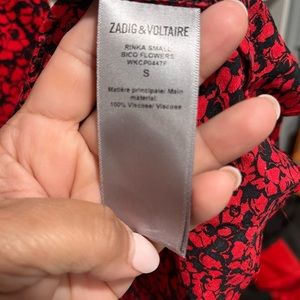 ZADIG & VOLTAIRE
RINKA SMALL
BICO FLOWERS
WKCP0447F
S
Matière principale/ Main
material:
100% Viscose/ Viscose